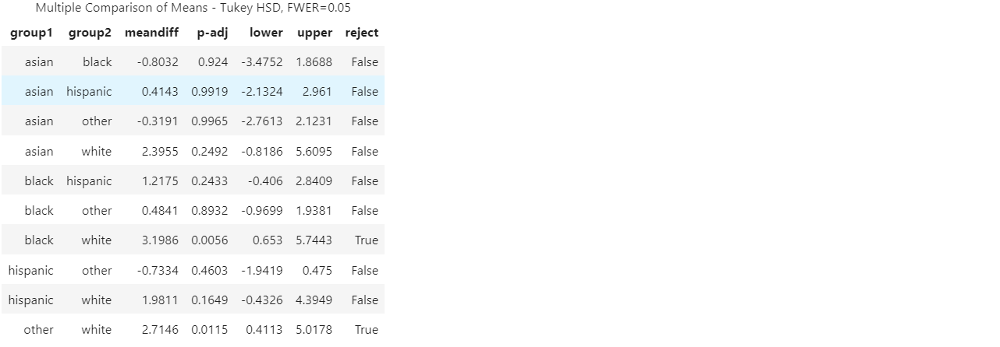 Multiple Comparison of Means - Tukey HSD, FWER=0.05
group1 group2 meandiff p-adj lower upper reject
asian black -0.8032 0.924 -3.4752 1.8688 False
asian hispanic 0.4143 0.9919 -2.1324 2.961 False
asian other -0.3191 0.9965 -2.7613 2.1231 False
asian white 2.3955 0.2492 -0.8186 5.6095 False
black hispanic 1.2175 0.2433 -0.406 2.8409 False
black other 0.4841 0.8932 -0.9699 1.9381 False
black white 3.1986 0.0056 0.653 5.7443 True
hispanic other -0.7334 0.4603 -1.9419 0.475 False
hispanic white 1.9811 0.1649 -0.4326 4.3949 False
other white 2.7146 0.0115 0.4113 5.0178 True